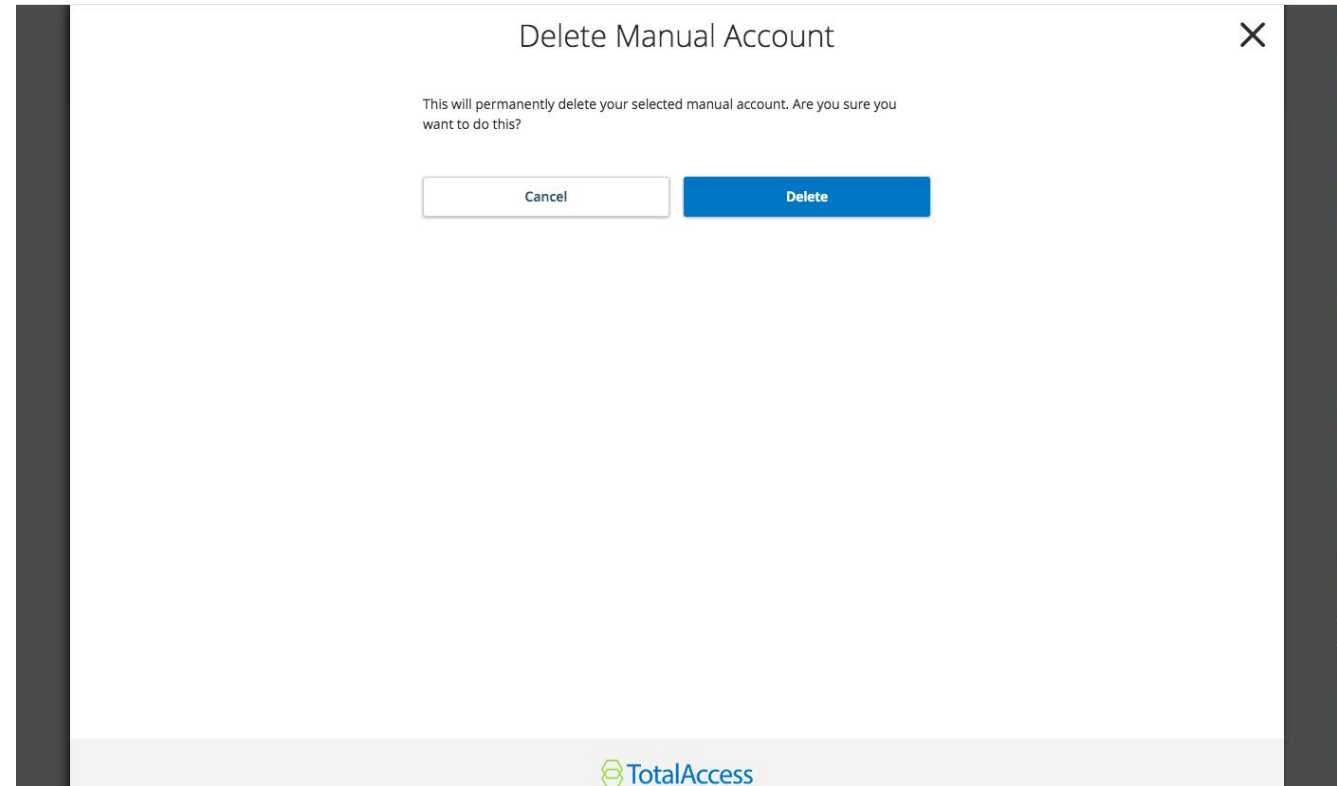 Delete Manual Account
This will permanently delete your selected manual account. Are you sure you
want to do this?
Cancel
Delete
TotalAccess